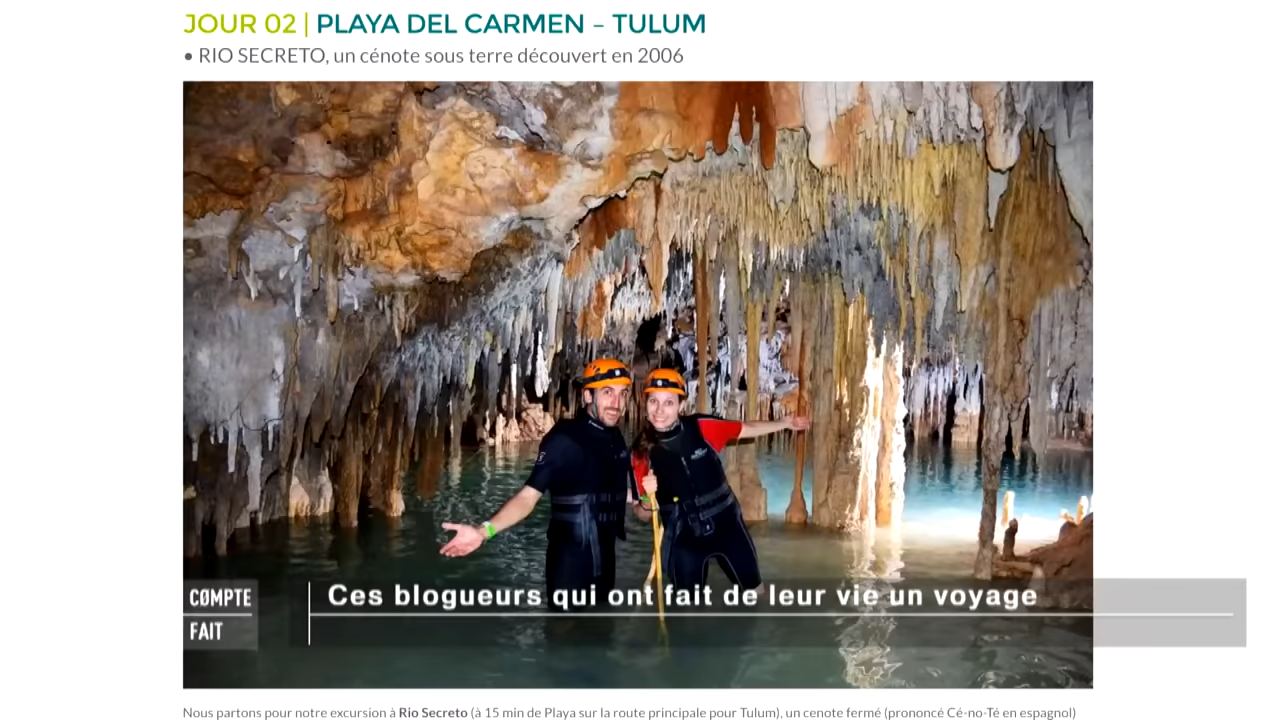 JOUR 02 | PLAYA DEL CARMEN – TULUM
• RIO SECRETO, un cénote sous terre découvert en 2006
CØMPTE
FAIT
Ces blogueurs qui ont fait de leur vie un voyage
Nous partons pour notre excursion à Rio Secreto (à 15 min de Playa sur la route principale pour Tulum), un cenote fermé (prononcé Cé-no-Té en espagnol)